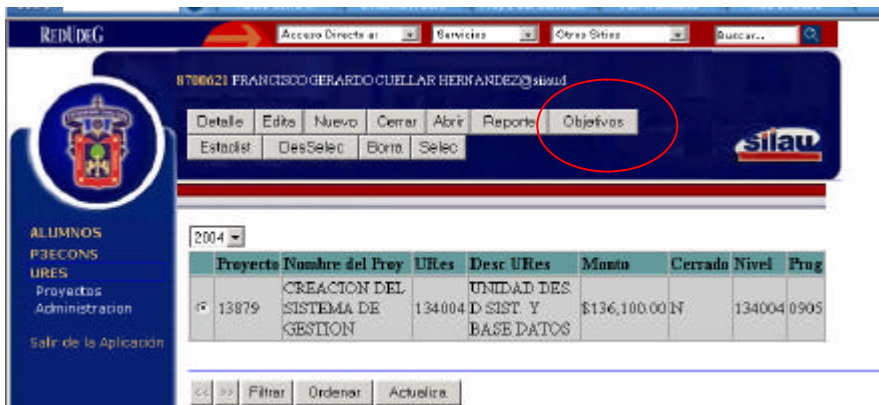 REDUDEG Acceso Directo a: Servicios Otros Sitios Buscar...
8700621 FRANCISCO GERARDO CUELLAR HERNANDEZ@siiaud
Detalle Edita Nuevo Cerrar Abrir Reporte Objetivos
Estadist DesSelec Borra Selec
siiau
ALUMNOS
P3ECONS
URES
Proyectos
Administracion
Salir de la Aplicación
2004
Proyecto Nombre del Proy URes Desc URes Monto Cerrado Nivel Prog
13879 CREACION DEL SISTEMA DE GESTION 134004 UNIDAD DES. D SIST. Y BASE DATOS $136,100.00 N 134004 0905
<< >> Filtrar Ordenar Actualiza